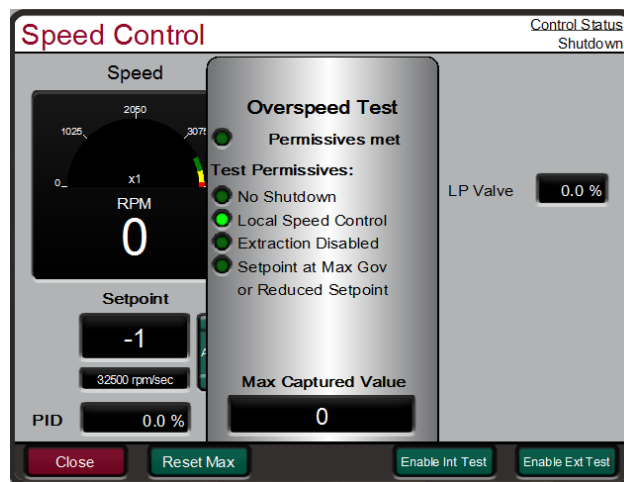 Speed Control
Control Status
Shutdown
Speed
2050
1025
3075
0
x1
RPM
0
Setpoint
-1
32500 rpm/sec
PID
0.0 %
Overspeed Test
Permissives met
Test Permissives:
No Shutdown
Local Speed Control
Extraction Disabled
Setpoint at Max Gov
or Reduced Setpoint
Max Captured Value
0
LP Valve
0.0 %
Close
Reset Max
Enable Int Test
Enable Ext Test